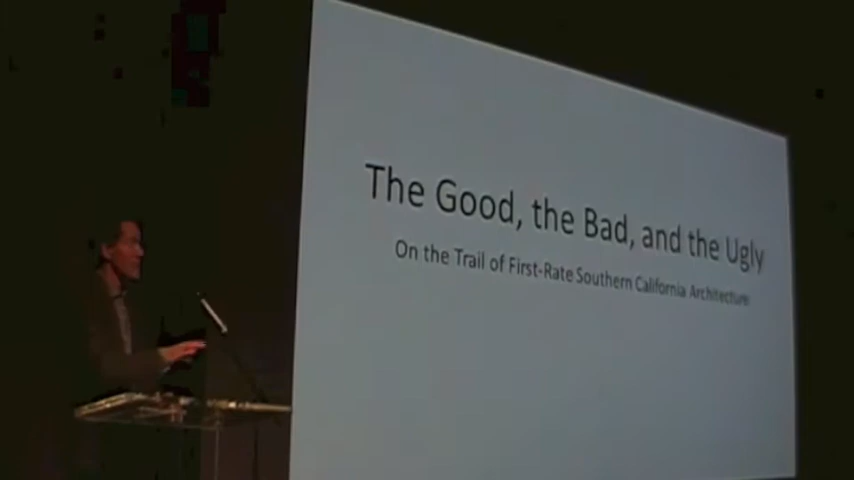 The Good, the Bad, and the Ugly
On the Trail of First-Rate Southern California Architecture